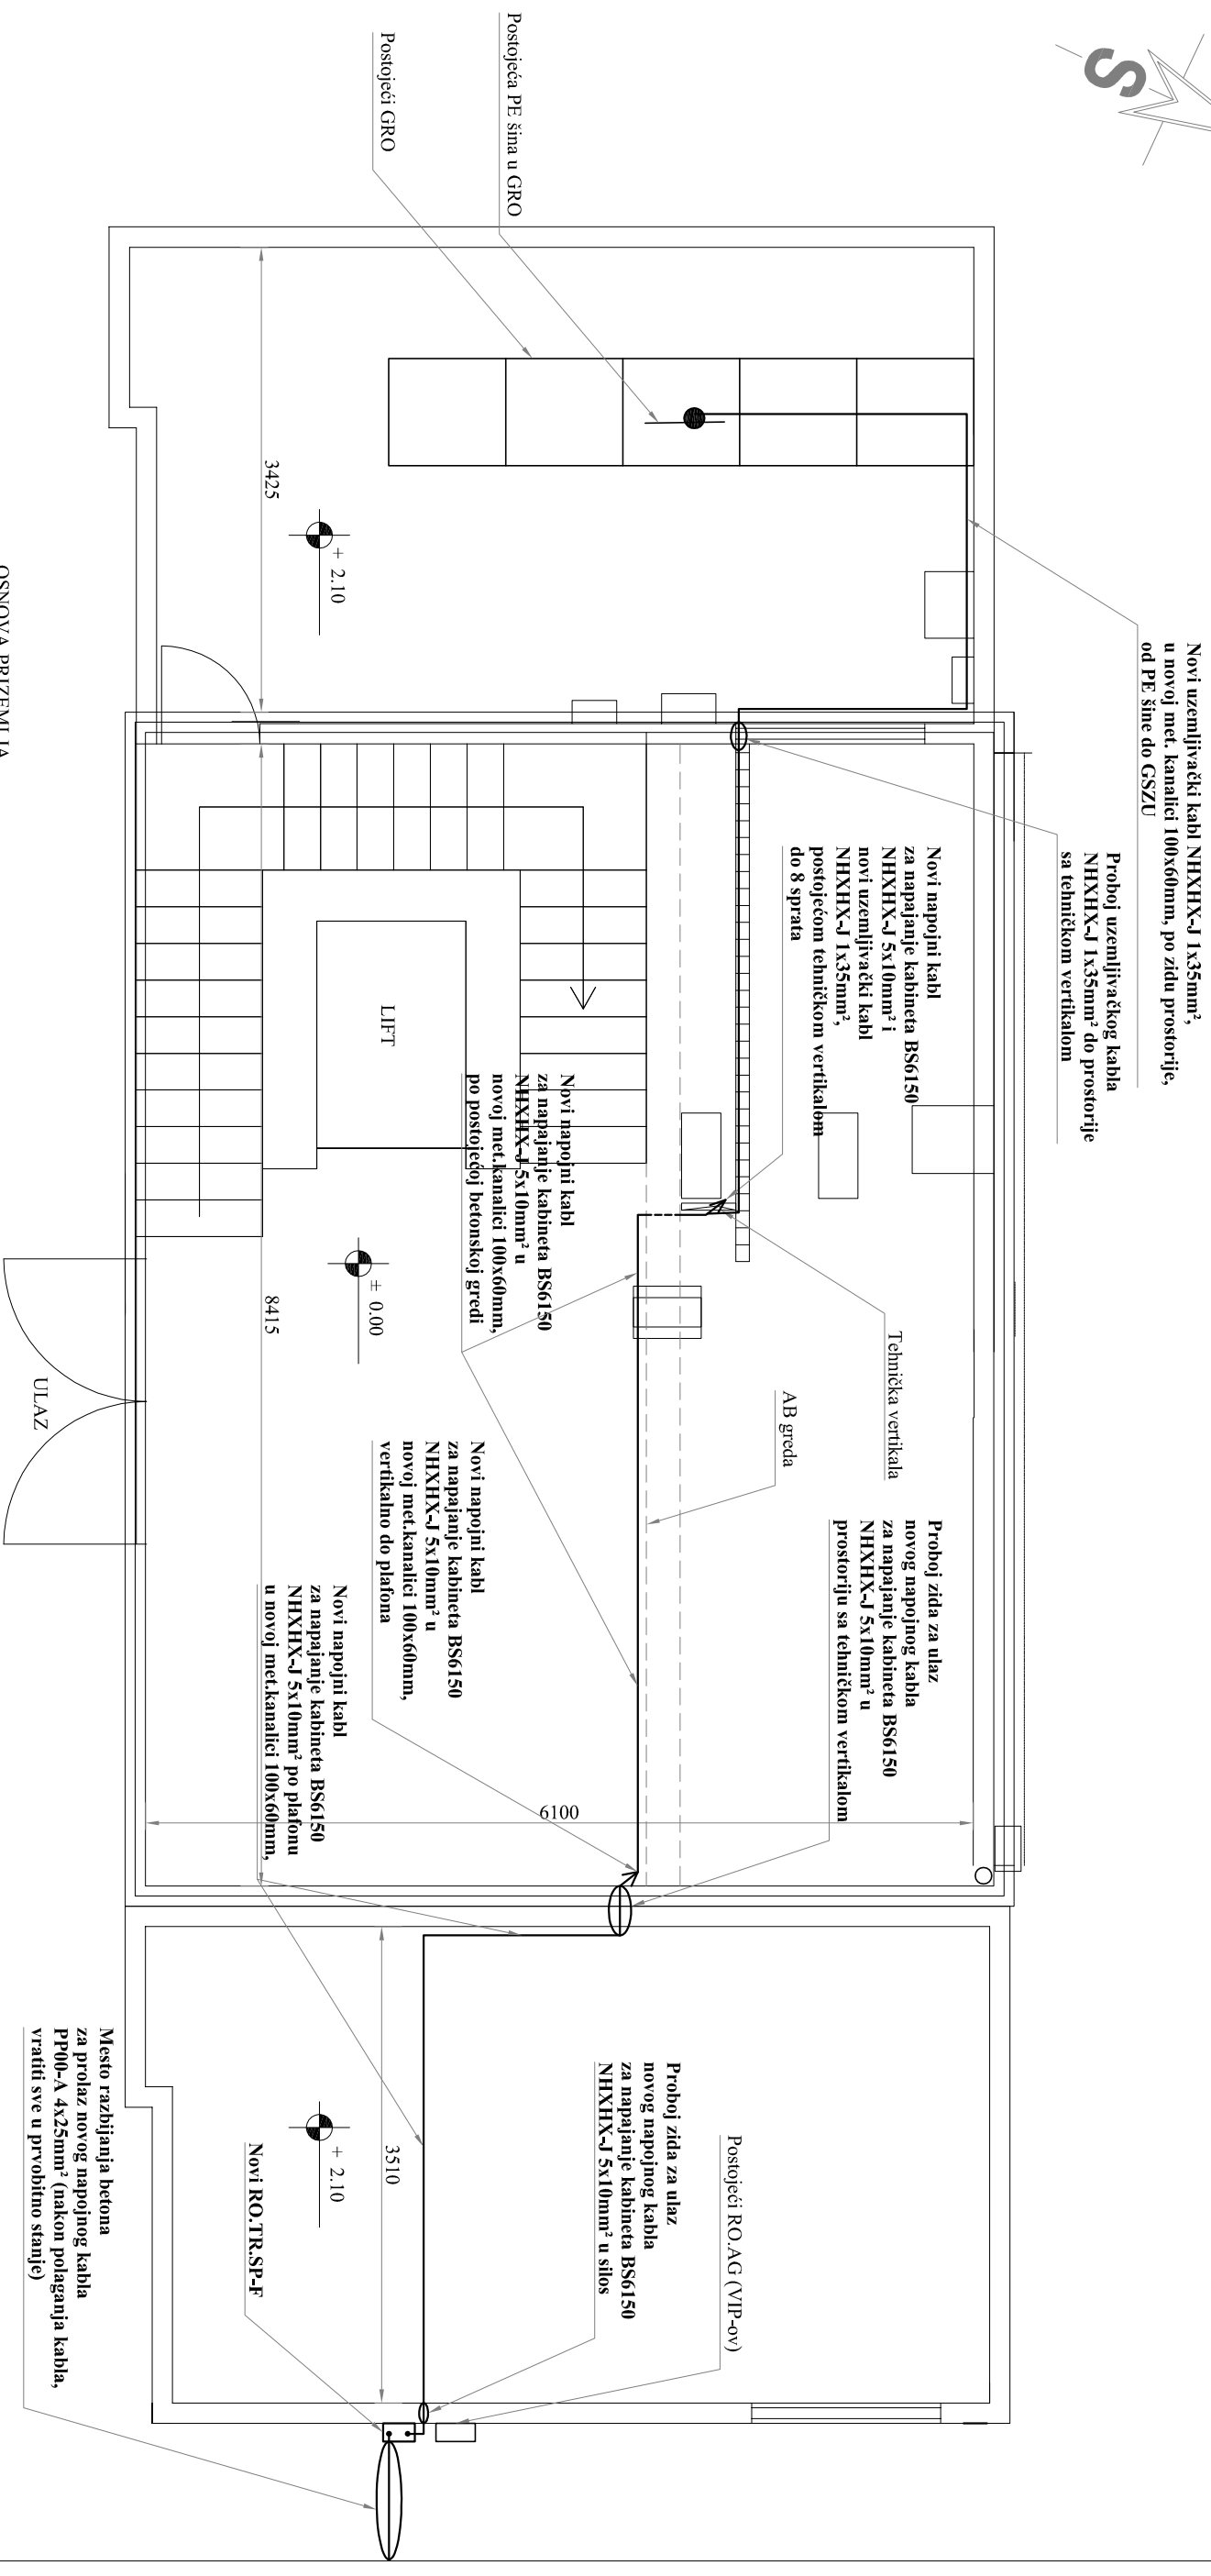 S
Postojeća PE šina u GRO
Postojeći GRO
Novi uzemljivački kabl NHXHX-J 1x35mm²,
u novoj met. kanalici 100x60mm, po zidu prostorije,
od PE šine do GSZU
Proboj uzemljivačkog kabla
NHXHX-J 1x35mm² do prostorije
sa tehničkom vertikalom
Novi napojni kabl
za napajanje kabineta BS6150
NHXHX-J 5x10mm² i
novi uzemljivački kabl
NHXHX-J 1x35mm²,
postojećom tehničkom vertikalom
do 8 sprata
3425
+ 2.10
OSNOVA PRIZEMLJA
LIFT
Novi napojni kabl
za napajanje kabineta BS6150
NHXHX-J 5x10mm² u
novoj met.kanalici 100x60mm,
po postojećoj betonskoj gredi
± 0.00
8415
ULAZ
Tehnička vertikala
AB greda
Proboj zida za ulaz
novog napojnog kabla
za napajanje kabineta BS6150
NHXHX-J 5x10mm² u
prostoriju sa tehničkom vertikalom
Novi napojni kabl
za napajanje kabineta BS6150
NHXHX-J 5x10mm² u
novoj met.kanalici 100x60mm,
vertikalno do plafona
Novi napojni kabl
za napajanje kabineta BS6150
NHXHX-J 5x10mm² po plafonu
u novoj met.kanalici 100x60mm,
6100
3510
+ 2.10
Proboj zida za ulaz
novog napojnog kabla
za napajanje kabineta BS6150
NHXHX-J 5x10mm² u silos
Postojeći RO.AG (VIP-ov)
Novi RO.TR.SP-F
Mesto razbijanja betona
za prolaz novog napojnog kabla
PP00-A 4x25mm² (nakon polaganja kabla,
vratiti sve u prvobitno stanje)